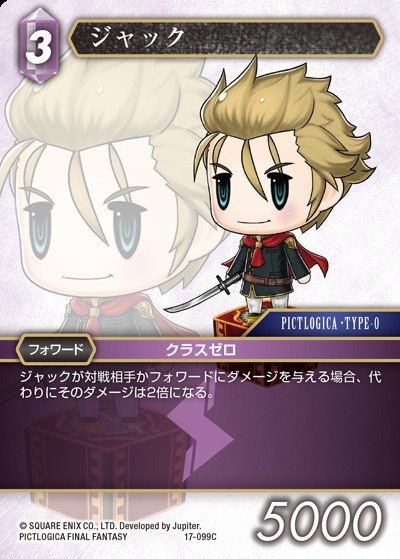 3
ジャック
PICTLOGICA・TYPE-0
フォワード
クラスゼロ
ジャックが対戦相手かフォワードにダメージを与える場合、代
わりにそのダメージは2倍になる。
© SQUARE ENIX CO., LTD. Developed by Jupiter.
PICTLOGICA FINAL FANTASY
17-099C
5000